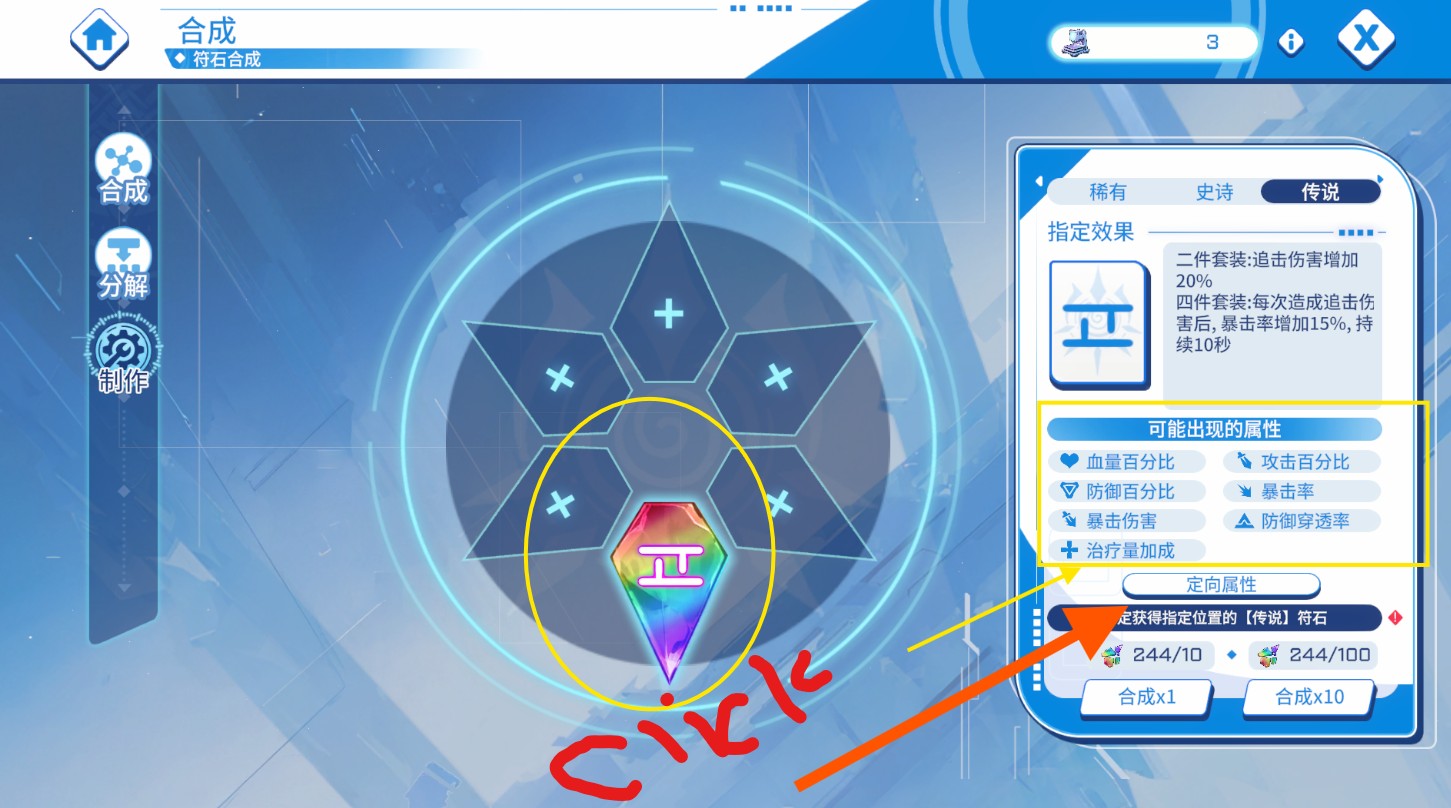 合成
符石合成
3
合成
分解
制作
稀有
史诗
传说
指定效果
二件套装:追击伤害增加
20%
四件套装:每次造成追击伤
害后, 暴击率增加15%, 持
续10秒
可能出现的属性
血量百分比
攻击百分比
防御百分比
暴击率
暴击伤害
防御穿透率
治疗量加成
定向属性
定获得指定位置的【传说】符石
244/10
244/100
合成x1
合成x10